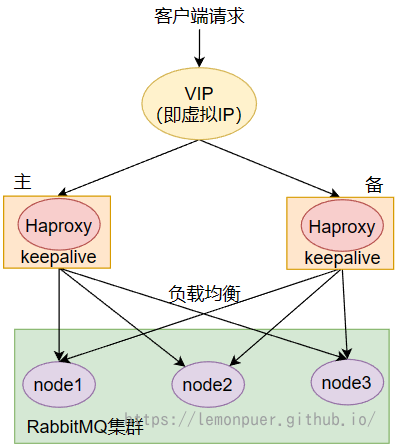 客户端请求
VIP
(即虚拟IP)
主
备
Haproxy
Haproxy
keepalive
keepalive
负载均衡
node1
node2
node3
RabbitMQ集群
https://lemonpuer.github.io/